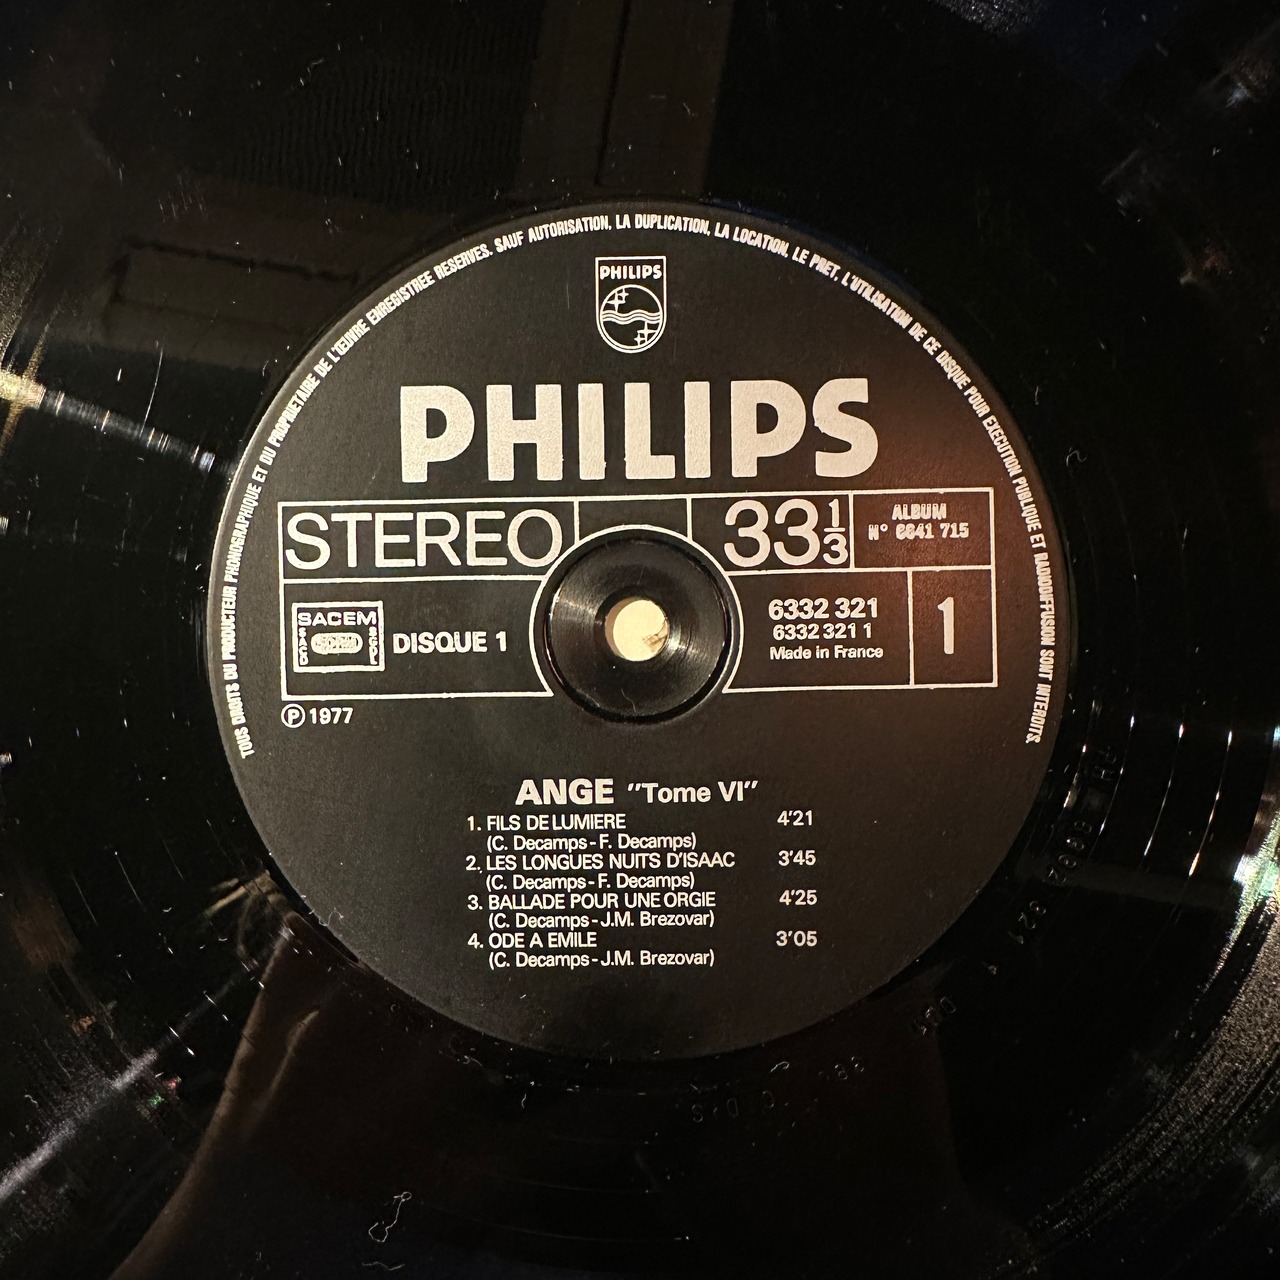 TOUS DROITS DU PRODUCTEUR PHONOGRAPHIQUE ET DU PROPRIETAIRE DE L'ŒUVRE ENREGISTREE RESERVES. SAUF AUTORISATION, LA DUPLICATION, LA LOCATION, LE PRET, L'UTILISATION DE CE DISQUE POUR EXECUTION PUBLIQUE ET RADIODIFFUSION SONT INTERDITS.
PHILIPS
PHILIPS
STEREO
33 1/3
ALBUM
N° 6641 715
SACEM
DISQUE 1
6332 321
6332 321 1
Made in France
1
Ⓟ 1977
ANGE "Tome VI"
1. FILS DE LUMIERE 4'21
(C. Decamps - F. Decamps)
2. LES LONGUES NUITS D'ISAAC 3'45
(C. Decamps - F. Decamps)
3. BALLADE POUR UNE ORGIE 4'25
(C. Decamps - J.M. Brezovar)
4. ODE A EMILE 3'05
(C. Decamps - J.M. Brezovar)